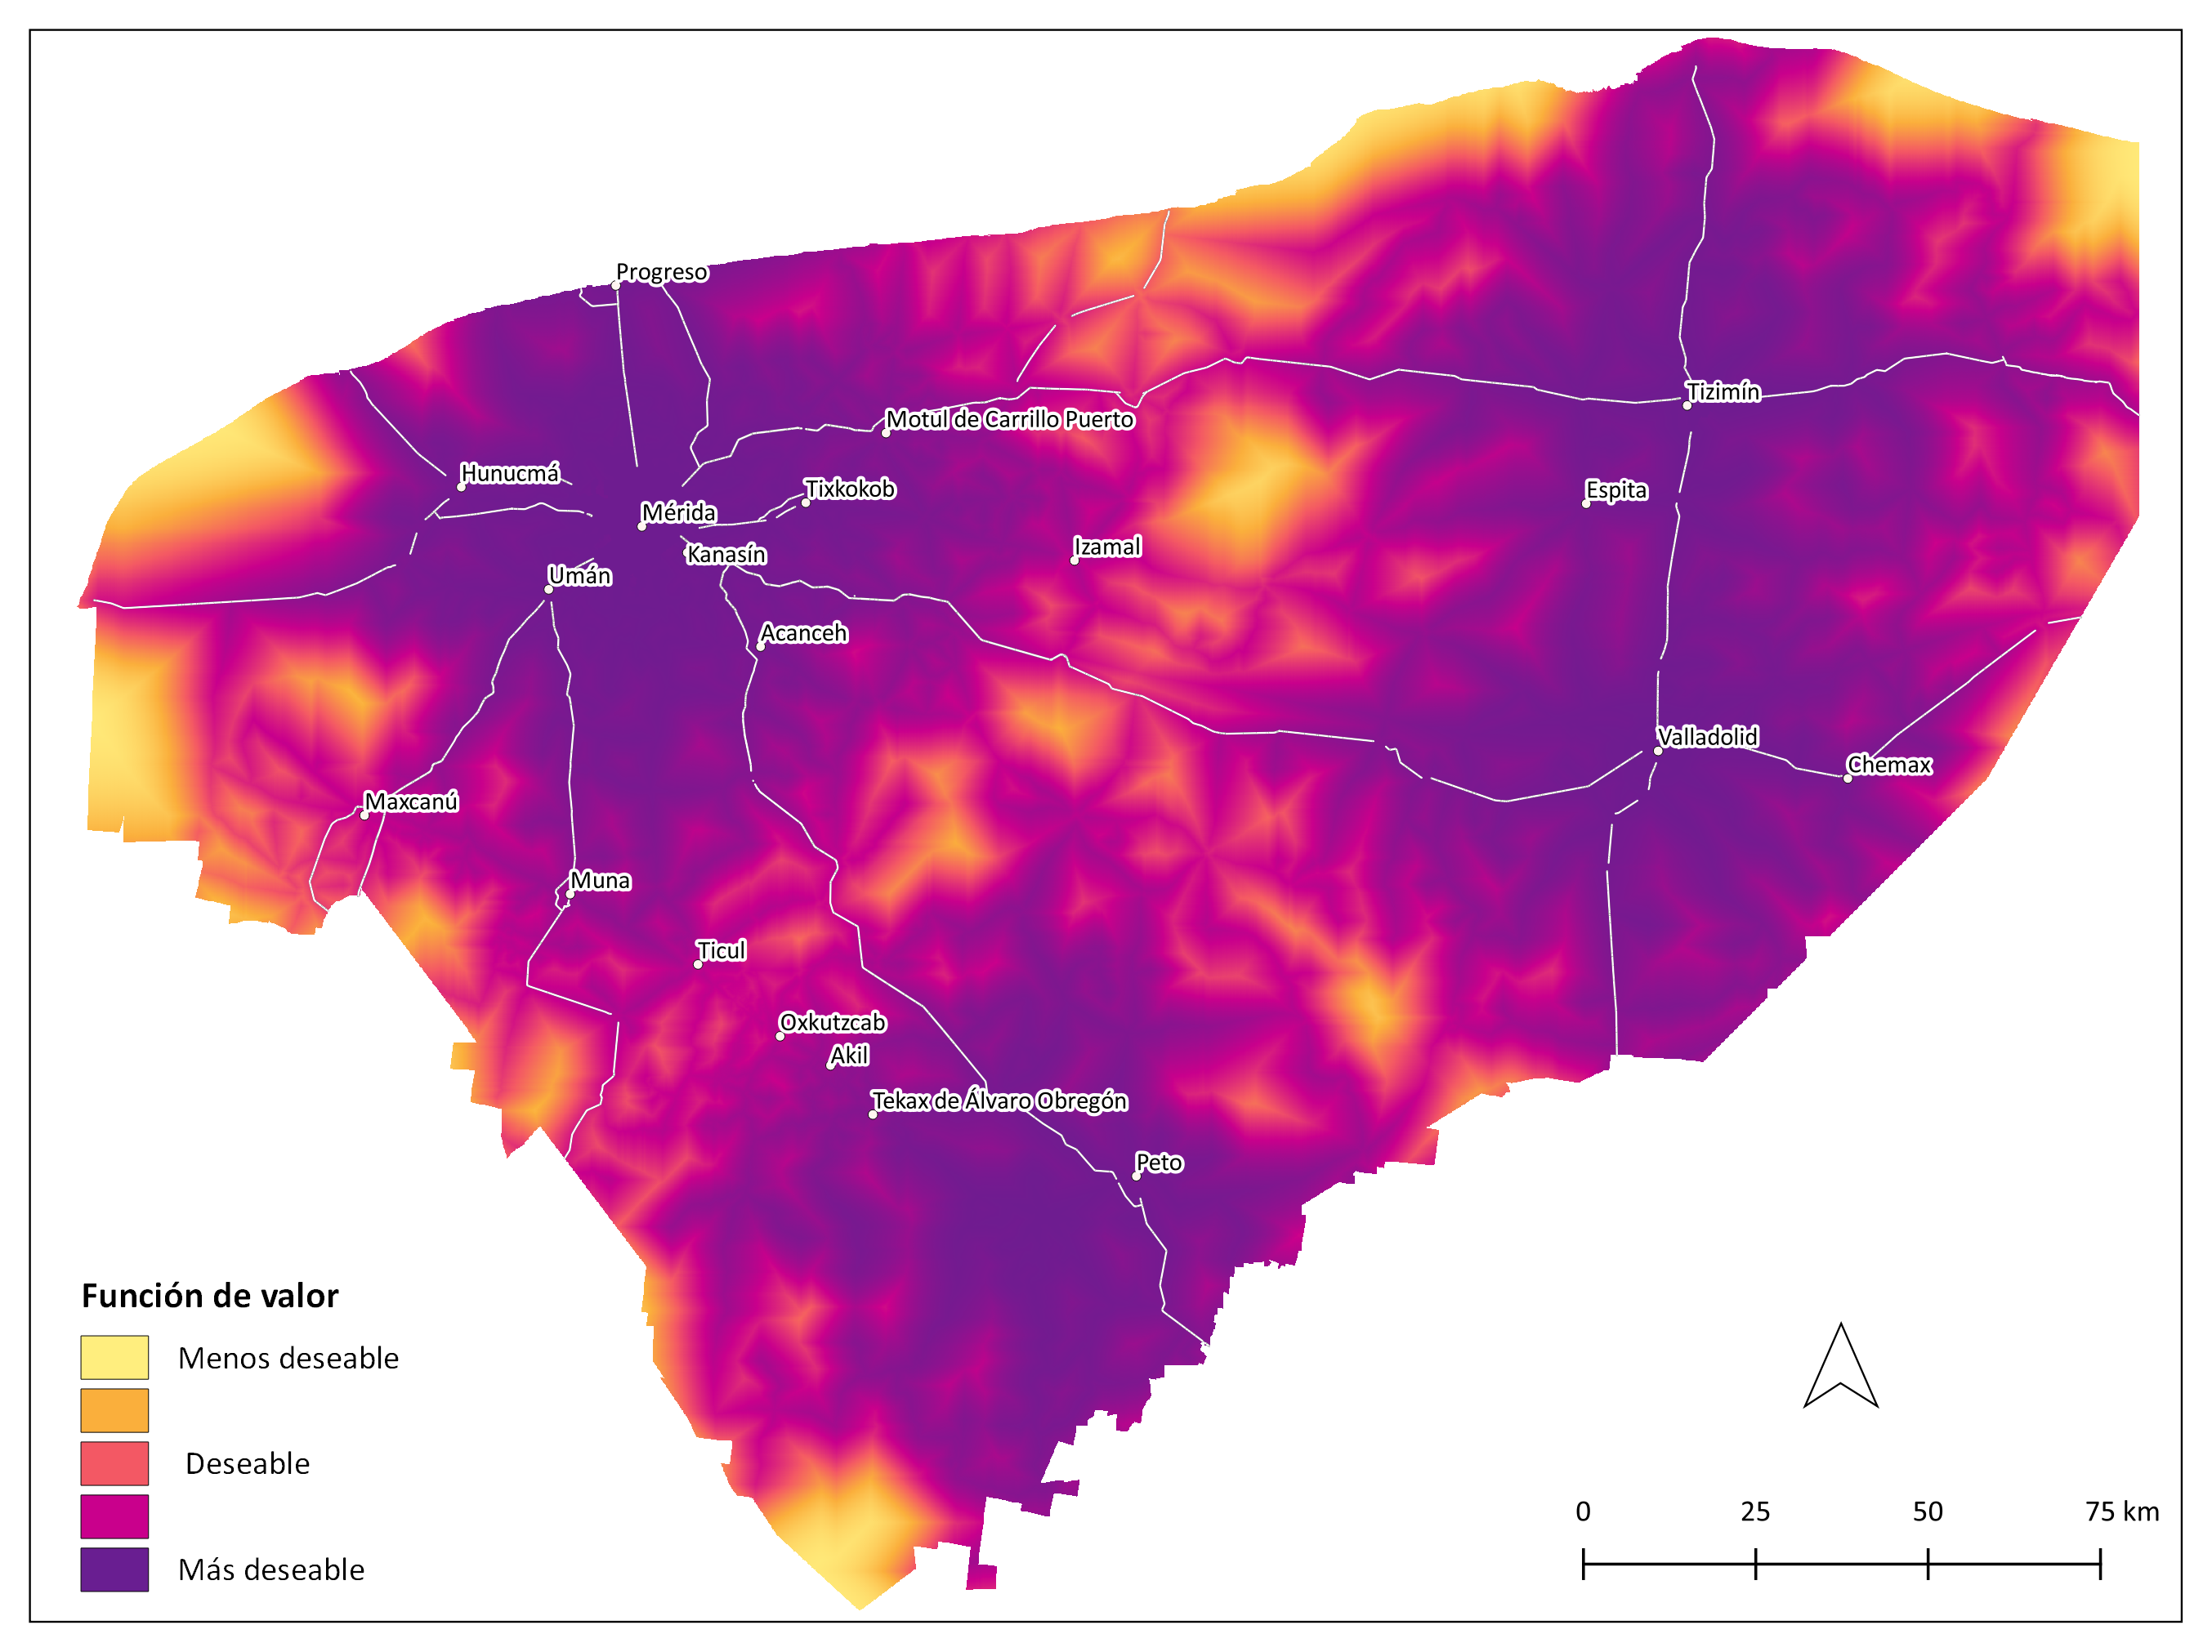 Progreso
Tizimín
Motul de Carrillo Puerto
Hunucmá
Tixkokob
Espita
Mérida
Izamal
Kanasín
Umán
Acanceh
Valladolid
Chemax
Maxcanú
Muna
Ticul
Oxkutzcab
Akil
Tekax de Álvaro Obregón
Peto
Función de valor
Menos deseable
Deseable
Más deseable
0 25 50 75 km